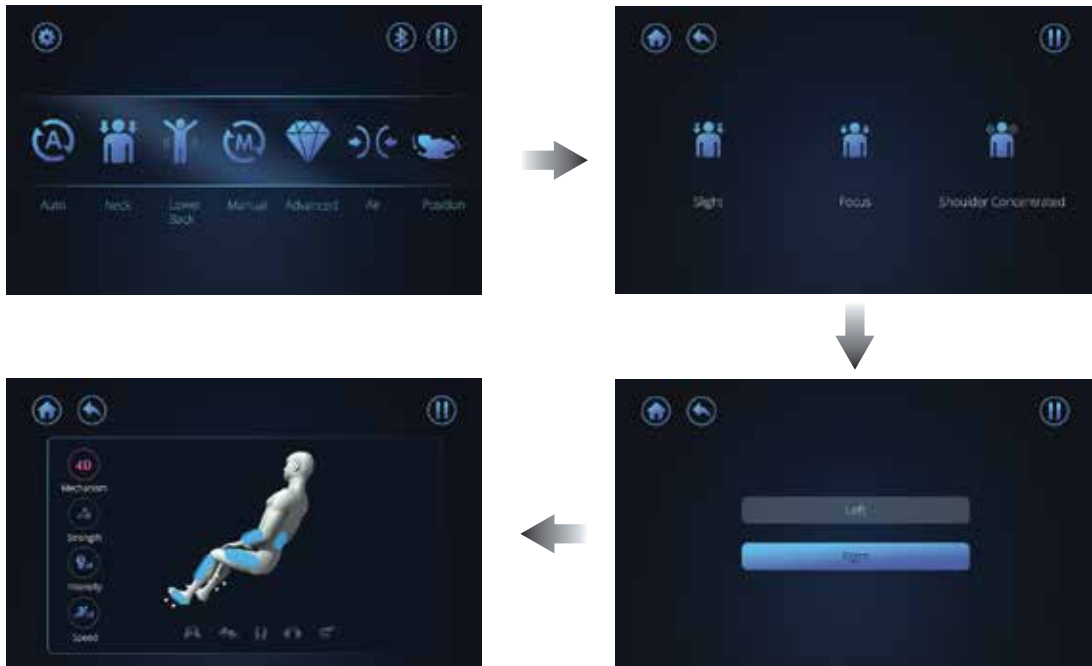 A
M
Auto
Neck
Lower
Back
Manual
Advanced
Air
Position
Slight
Focus
Shoulder Concentrated
Left
Right
4D
Mechanism
Strength
Intensity
Speed